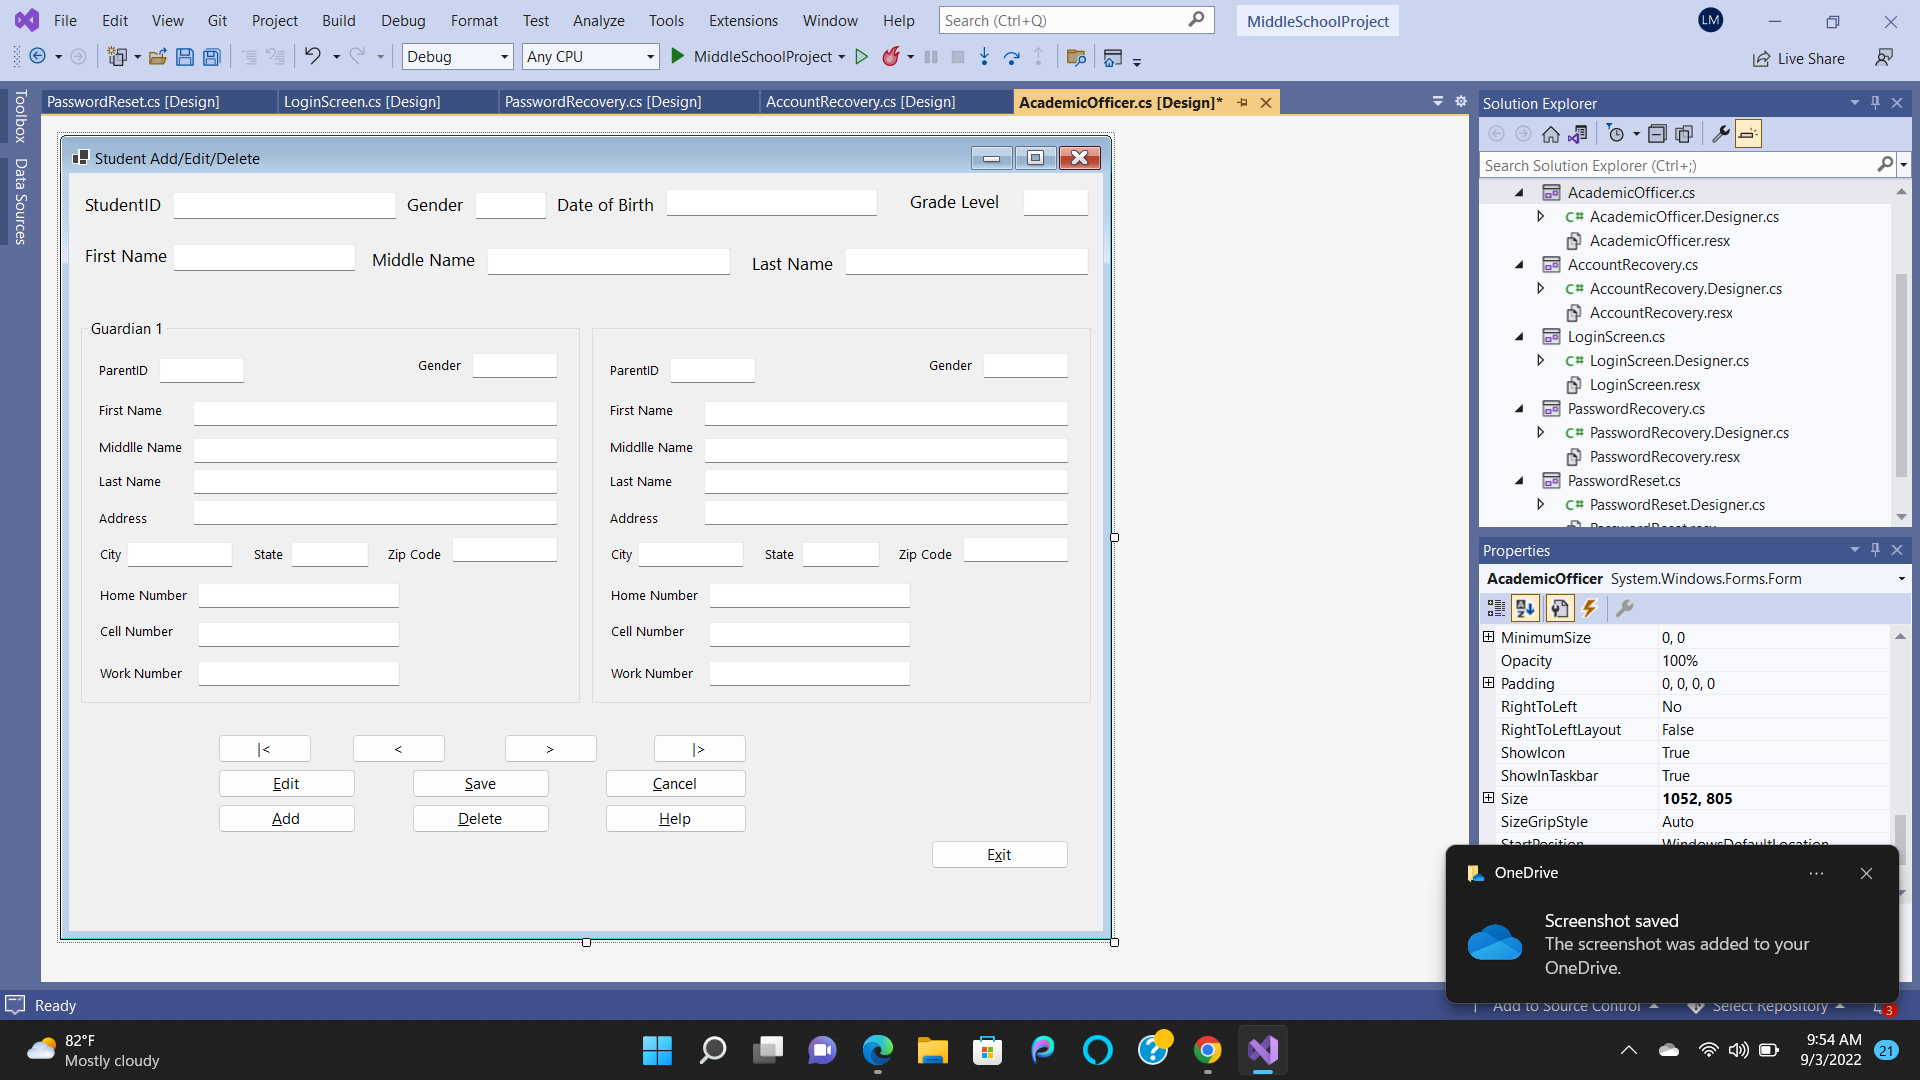 File Edit View Git Project Build Debug Format Test Analyze Tools Extensions Window Help Search (Ctrl+Q) MiddleSchoolProject LM
Debug Any CPU MiddleSchoolProject Live Share
Toolbox
Data Sources
PasswordReset.cs [Design] LoginScreen.cs [Design] PasswordRecovery.cs [Design] AccountRecovery.cs [Design] AcademicOfficer.cs [Design]*
Student Add/Edit/Delete
StudentID Gender Date of Birth Grade Level
First Name Middle Name Last Name
Guardian 1
ParentID Gender ParentID Gender
First Name First Name
Middlle Name Middlle Name
Last Name Last Name
Address Address
City State Zip Code City State Zip Code
Home Number Home Number
Cell Number Cell Number
Work Number Work Number
|< < > |>
Edit Save Cancel
Add Delete Help
Exit
Solution Explorer
Search Solution Explorer (Ctrl+;)
AcademicOfficer.cs
C# AcademicOfficer.Designer.cs
AcademicOfficer.resx
AccountRecovery.cs
C# AccountRecovery.Designer.cs
AccountRecovery.resx
LoginScreen.cs
C# LoginScreen.Designer.cs
LoginScreen.resx
PasswordRecovery.cs
C# PasswordRecovery.Designer.cs
PasswordRecovery.resx
PasswordReset.cs
C# PasswordReset.Designer.cs
PasswordReset.resx
Properties
AcademicOfficer System.Windows.Forms.Form
MinimumSize 0, 0
Opacity 100%
Padding 0, 0, 0, 0
RightToLeft No
RightToLeftLayout False
ShowIcon True
ShowInTaskbar True
Size 1052, 805
SizeGripStyle Auto
StartPosition WindowsDefaultLocation
OneDrive
Screenshot saved
The screenshot was added to your
OneDrive.
Ready Add to Source Control Select Repository 3
82°F
Mostly cloudy
9:54 AM
9/3/2022 21